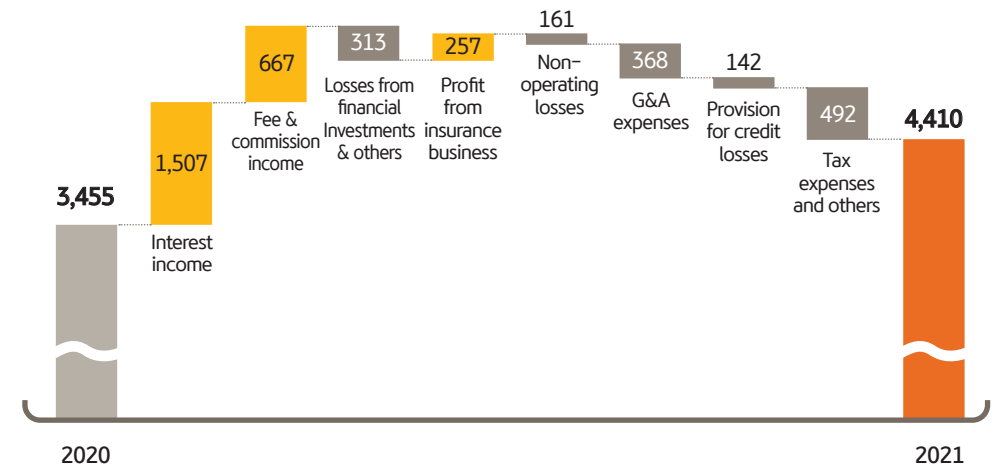 3,455
1,507
Interest
income
667
Fee &
commission
income
313
Losses from
financial
Investments
& others
257
Profit
from
insurance
business
161
Non-
operating
losses
368
G&A
expenses
142
Provision
for credit
losses
492
Tax
expenses
and others
4,410
2020
2021